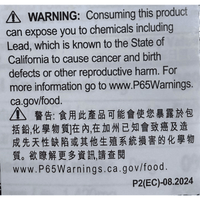 ⚠ WARNING: Consuming this product
can expose you to chemicals including
Lead, which is known to the State of
California to cause cancer and birth
defects or other reproductive harm. For
more information go to www.P65Warnings.
ca.gov/food.
⚠ 警告: 食用此產品可能會使您暴露於包
括鉛,化學物質]在内,在加州已知會致癌及造
成先天缺陷或其他生殖系統損害的化學物
質。欲瞭解更多資訊,請瀏覽
www.P65Warnings.ca.gov/food.
P2(EC)-08.2024